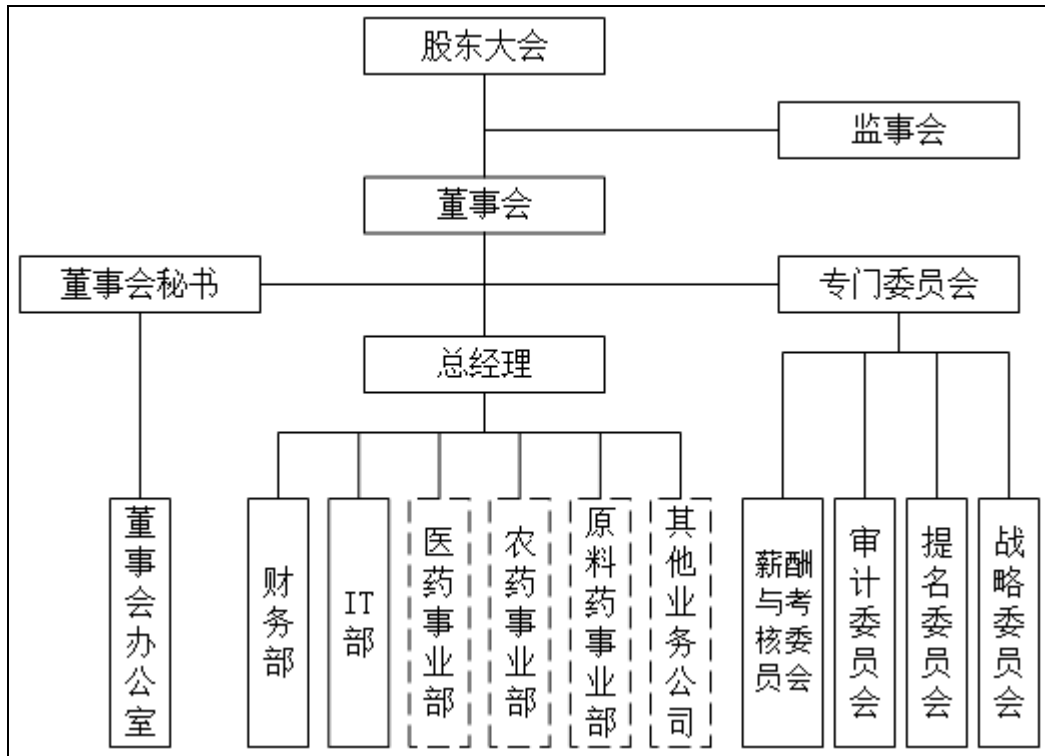 股东大会
监事会
董事会
董事会秘书
专门委员会
总经理
董事会办公室
财务部
IT
部
医药事业部
农药事业部
原料药事业部
其他业务公司
薪酬
与考
核委
员会
审计委员会
提名委员会
战略委员会